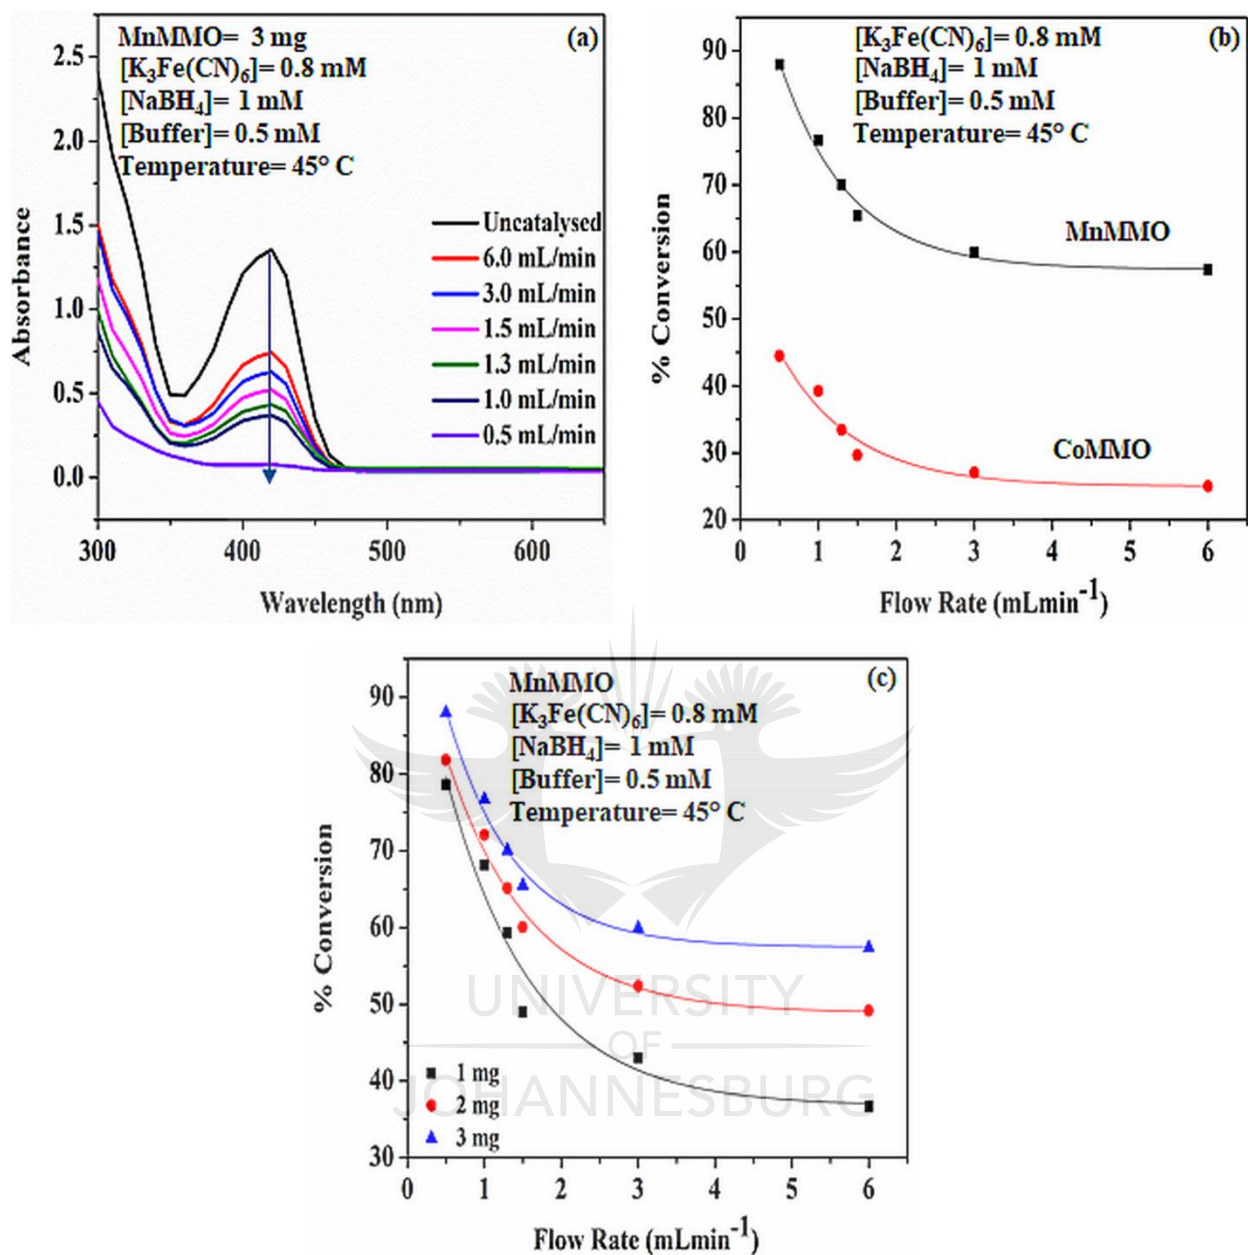 MnMMO= 3 mg
(a)
[K₃Fe(CN)₆]= 0.8 mM
[NaBH₄]= 1 mM
[Buffer]= 0.5 mM
Temperature= 45° C
Absorbance
2.5
2.0
1.5
1.0
0.5
0.0
Uncatalysed
6.0 mL/min
3.0 mL/min
1.5 mL/min
1.3 mL/min
1.0 mL/min
0.5 mL/min
300 400 500 600
Wavelength (nm)
[K₃Fe(CN)₆]= 0.8 mM
(b)
[NaBH₄]= 1 mM
[Buffer]= 0.5 mM
Temperature= 45° C
% Conversion
90
80
70
60
50
40
30
20
MnMMO
CoMMO
0 1 2 3 4 5 6
Flow Rate (mLmin⁻¹)
MnMMO
(c)
[K₃Fe(CN)₆]= 0.8 mM
[NaBH₄]= 1 mM
[Buffer]= 0.5 mM
Temperature= 45° C
% Conversion
90
80
70
60
50
40
30
1 mg
2 mg
3 mg
0 1 2 3 4 5 6
Flow Rate (mLmin⁻¹)
UNIVERSITY
OF
JOHANNESBURG